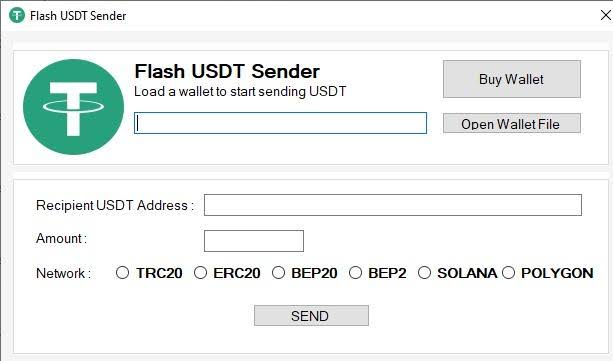 Flash USDT Sender
Flash USDT Sender
Load a wallet to start sending USDT
Buy Wallet
Open Wallet File
Recipient USDT Address :
Amount :
Network : TRC20 ERC20 BEP20 BEP2 SOLANA POLYGON
SEND